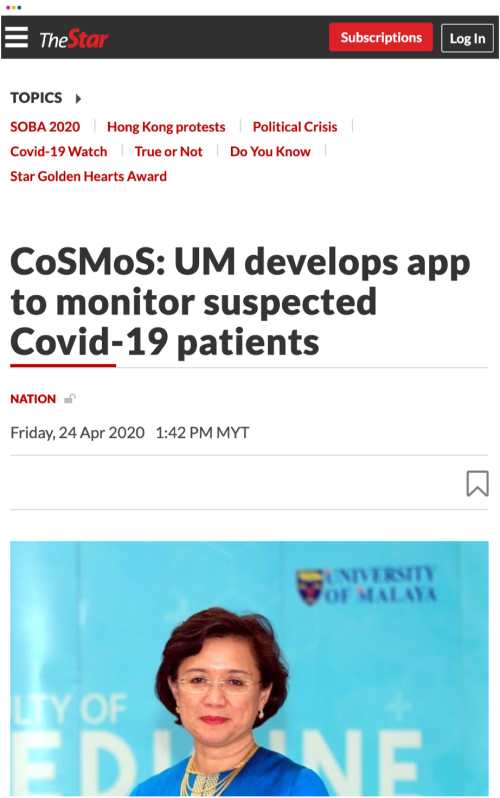 TheStar
Subscriptions
Log In
TOPICS
SOBA 2020
Hong Kong protests
Political Crisis
Covid-19 Watch
True or Not
Do You Know
Star Golden Hearts Award
CoSMoS: UM develops app
to monitor suspected
Covid-19 patients
NATION
Friday, 24 Apr 2020 1:42 PM MYT
UNIVERSITY
OF MALAYA
LTY OF
EDI INE